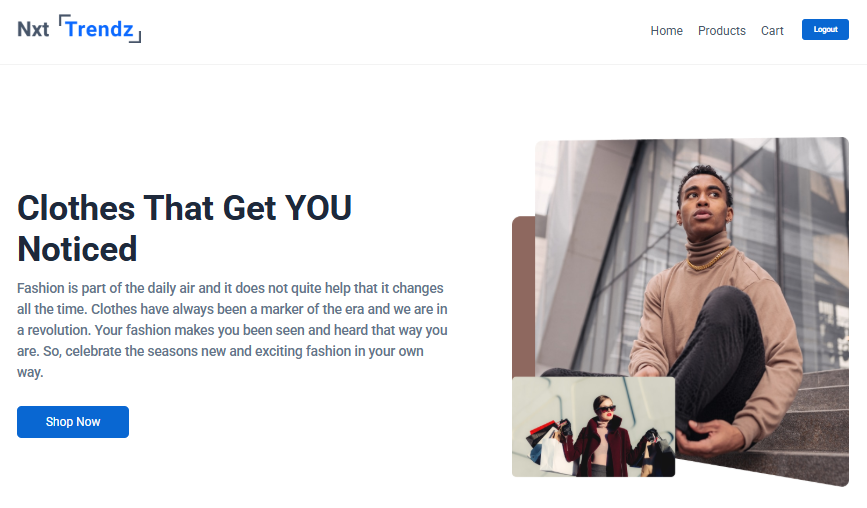 Nxt Trendz
Home Products Cart Logout
Clothes That Get YOU
Noticed
Fashion is part of the daily air and it does not quite help that it changes
all the time. Clothes have always been a marker of the era and we are in
a revolution. Your fashion makes you been seen and heard that way you
are. So, celebrate the seasons new and exciting fashion in your own
way.
Shop Now